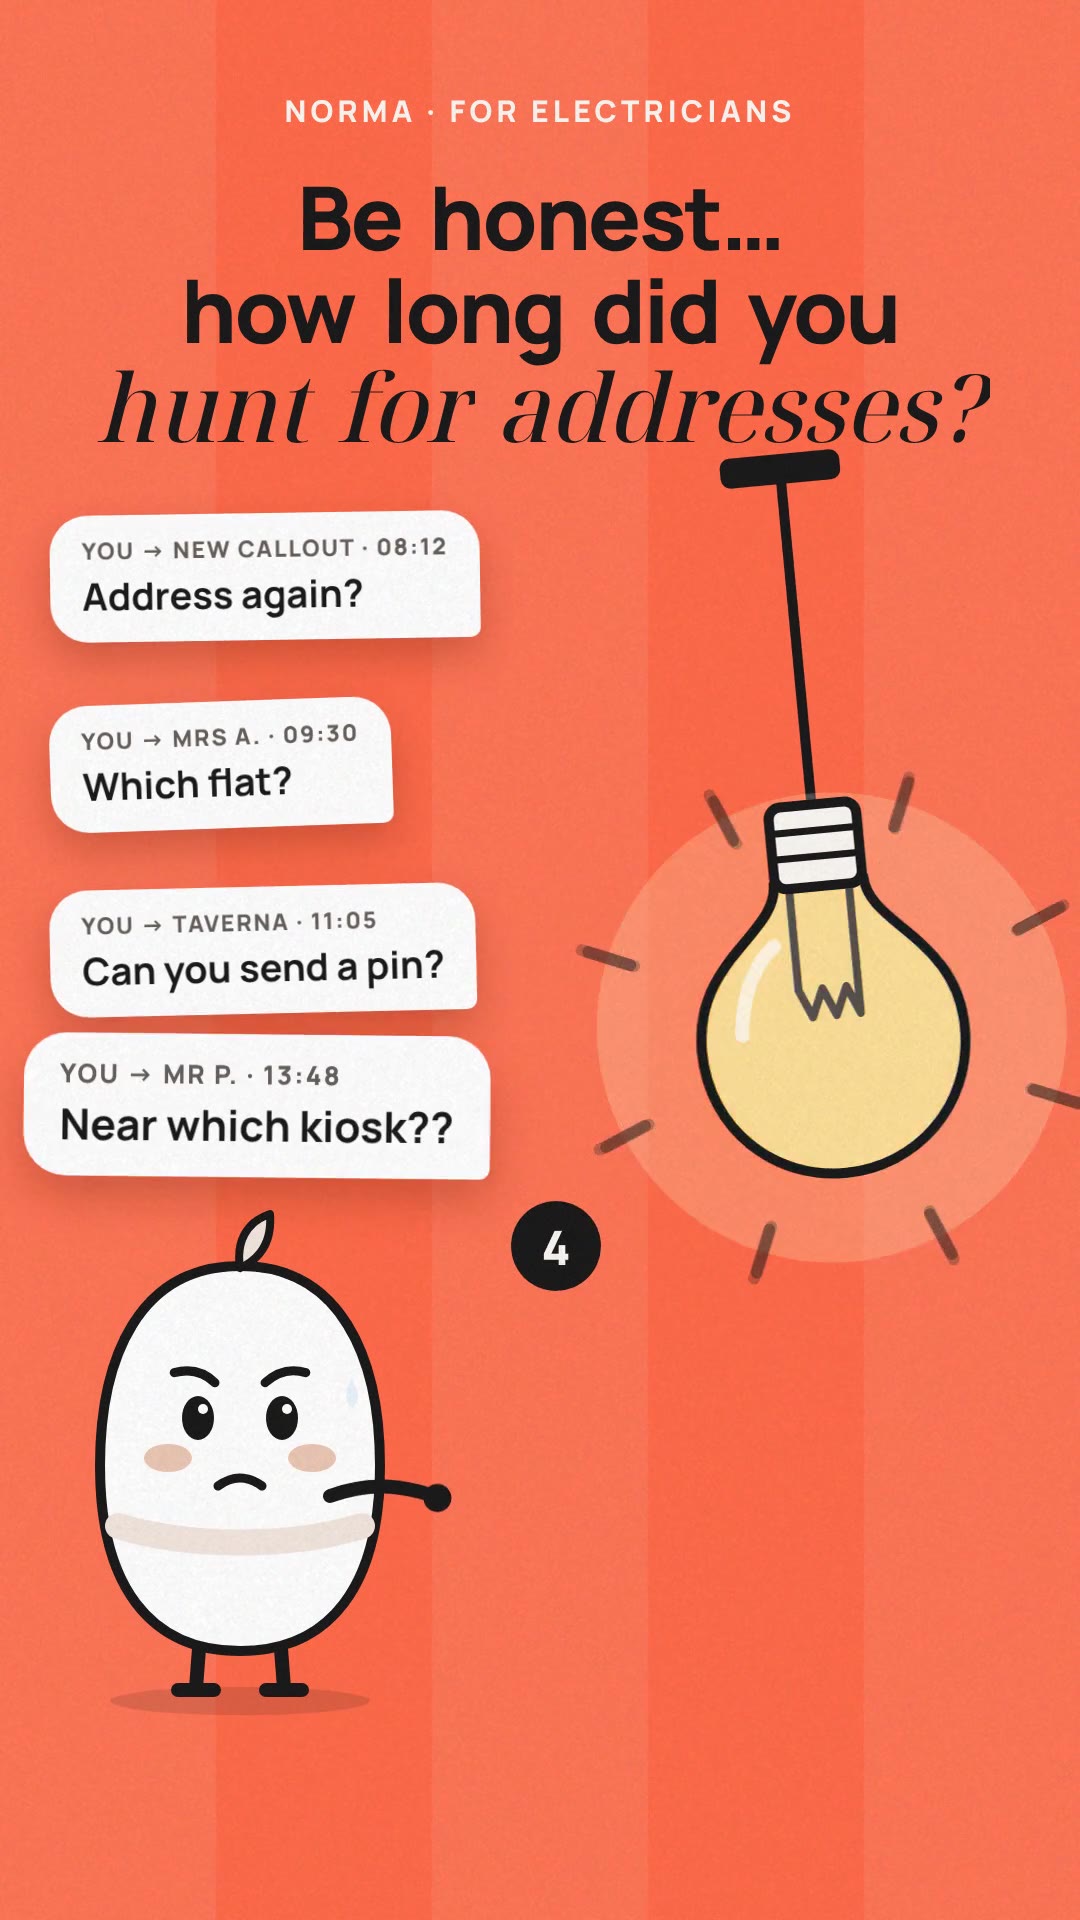 NORMA · FOR ELECTRICIANS
Be honest...
how long did you
hunt for addresses?
YOU → NEW CALLOUT · 08:12
Address again?
YOU → MRS A. · 09:30
Which flat?
YOU → TAVERNA · 11:05
Can you send a pin?
YOU → MR P. · 13:48
Near which kiosk??
4